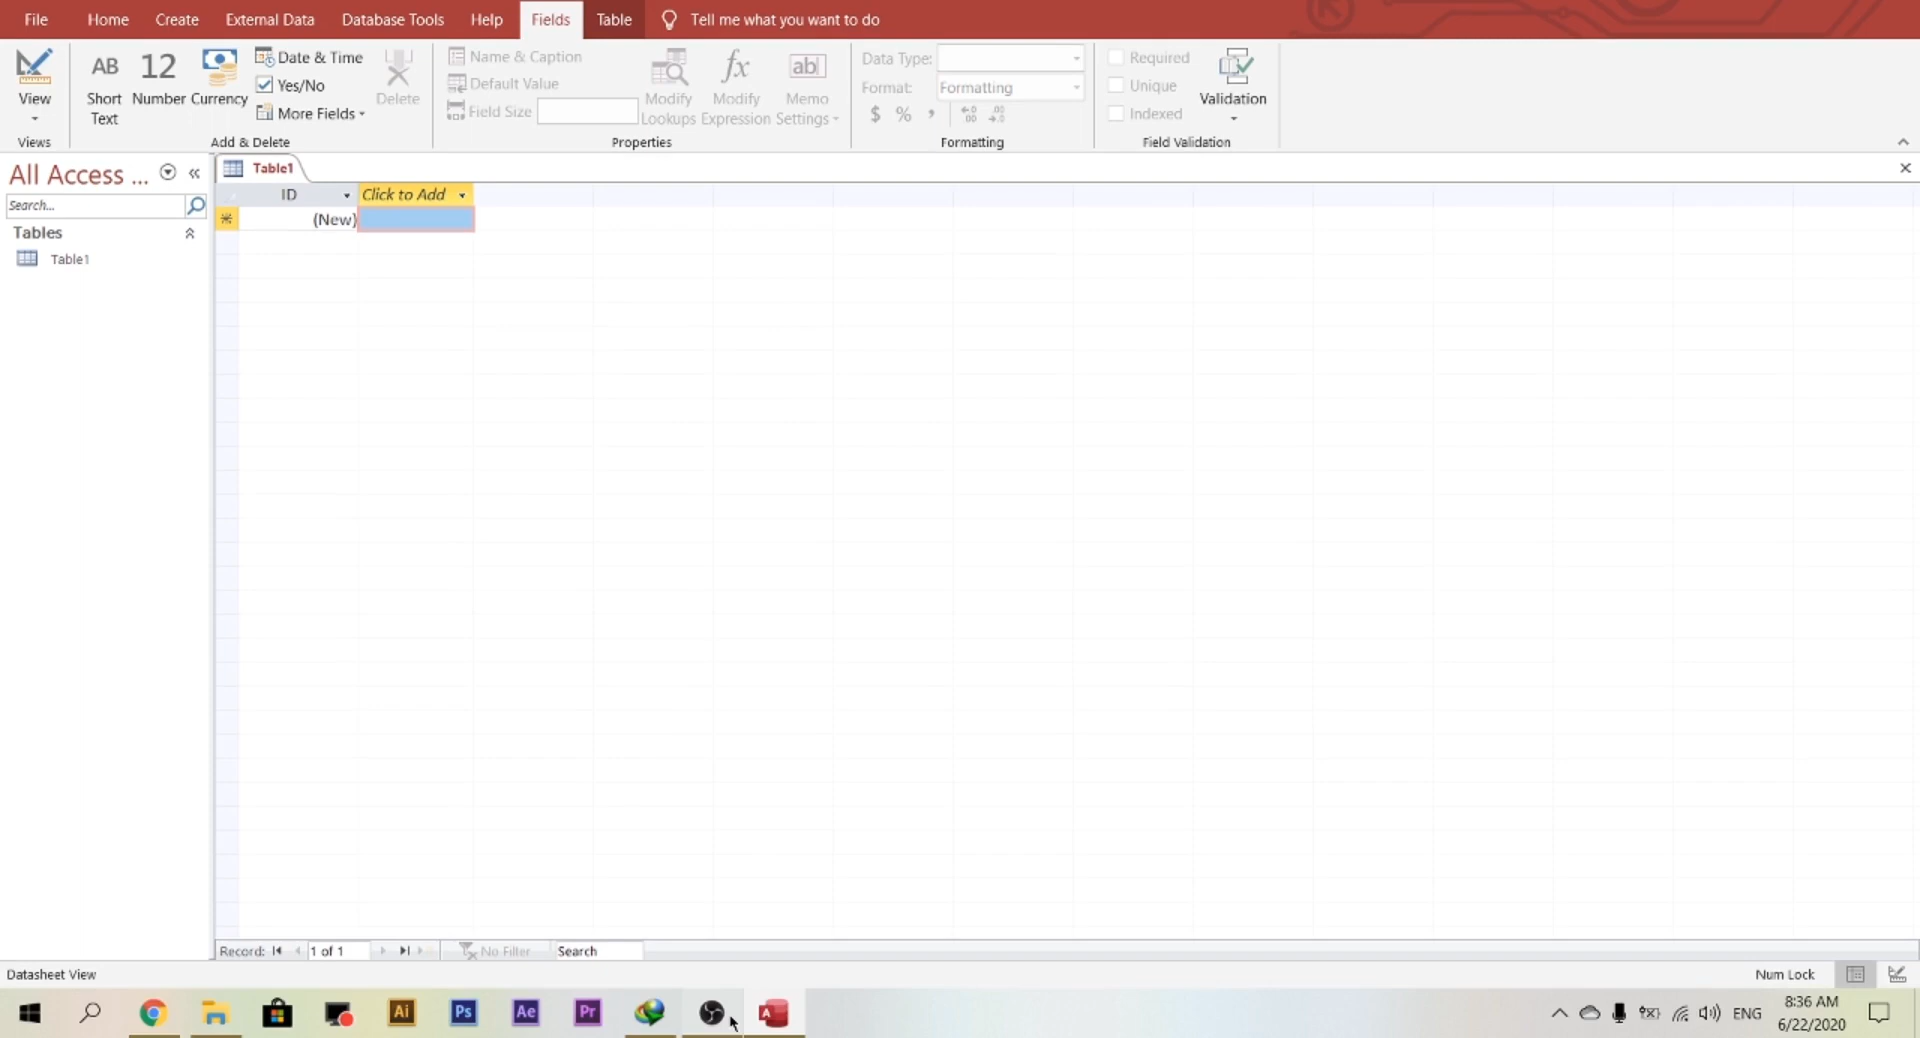 File Home Create External Data Database Tools Help Fields Table Tell me what you want to do
View
Views
AB
Short Text
12
Number
Currency
Date & Time
Yes/No
More Fields
Delete
Add & Delete
Name & Caption
Default Value
Field Size
Modify Lookups
fx
Modify Expression
ab|
Memo Settings
Properties
Data Type:
Format: Formatting
$ % ,
Formatting
Required
Unique
Indexed
Validation
Field Validation
All Access ...
Search...
Tables
Table1
Table1
ID Click to Add
(New)
Record: 1 of 1 No Filter Search
Datasheet View Num Lock
Ai Ps Ae Pr A ENG
8:36 AM
6/22/2020